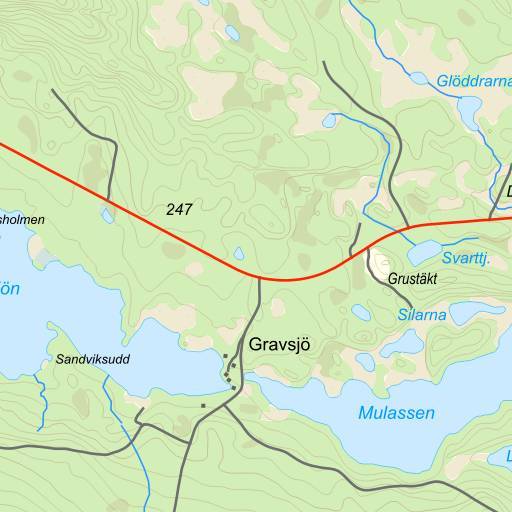 Glöddrarna
247
sholmen
Svarttj.
Grustäkt
ön
Silarna
Gravsjö
Sandviksudd
Mulassen